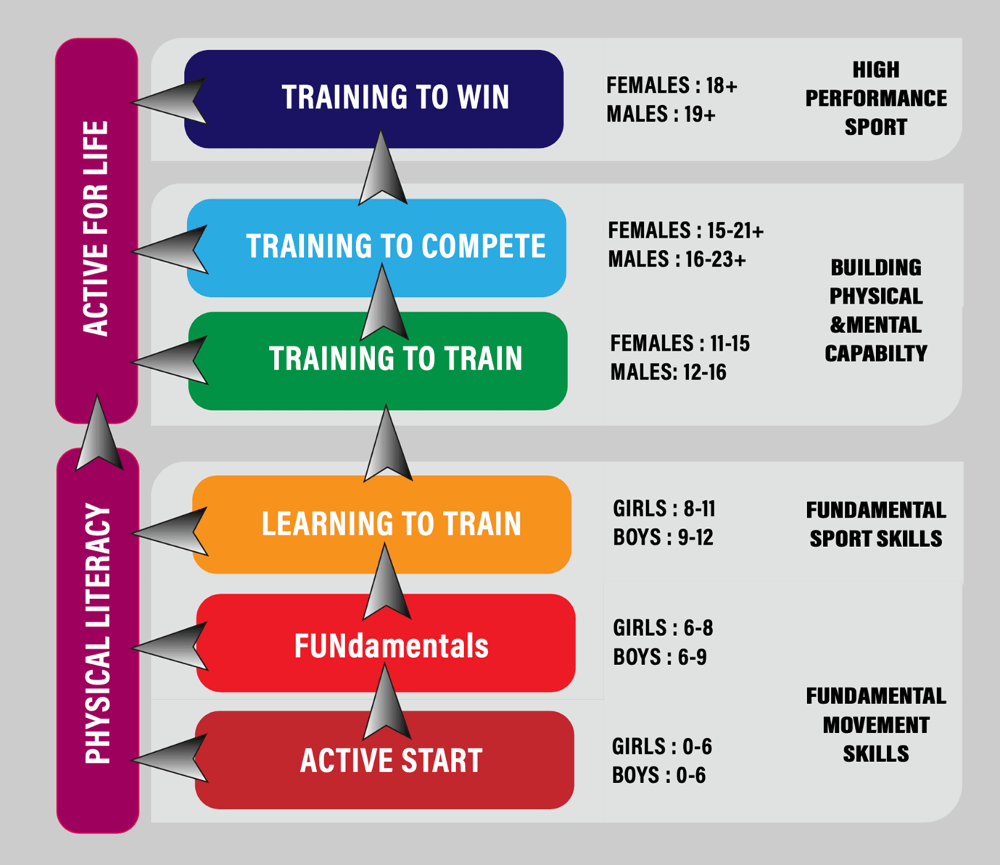 ACTIVE FOR LIFE
TRAINING TO WIN
FEMALES : 18+
MALES : 19+
HIGH
PERFORMANCE
SPORT
TRAINING TO COMPETE
FEMALES : 15-21+
MALES : 16-23+
TRAINING TO TRAIN
FEMALES : 11-15
MALES: 12-16
BUILDING
PHYSICAL
&MENTAL
CAPABILTY
PHYSICAL LITERACY
LEARNING TO TRAIN
GIRLS : 8-11
BOYS : 9-12
FUNDAMENTAL
SPORT SKILLS
FUNdamentals
GIRLS : 6-8
BOYS : 6-9
ACTIVE START
GIRLS : 0-6
BOYS : 0-6
FUNDAMENTAL
MOVEMENT
SKILLS